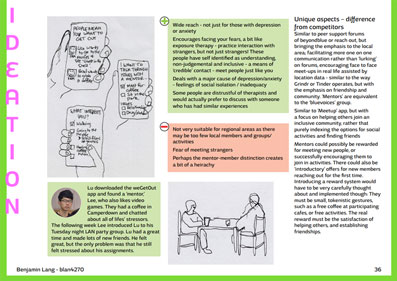 IDEATION
PEOPLE NEAR
YOU WANT TO
GET OUT
I WANT TO
TALK THROUGH
ISSUES WITH
A MENTOR
WHAT INTERESTS
YOU?
Wide reach - not just for those with depression
or anxiety
Encourages facing your fears, a bit like
exposure therapy - practice interacting with
strangers, but not just strangers! These
people have self identified as understanding,
non-judgemental and inclusive - a means of
'credible' contact - meet people just like you
Deals with a major cause of depression/anxiety
- feelings of social isolation / inadequacy
Some people are distrustful of therapists and
would actually prefer to discuss with someone
who has had similar experiences
Not very suitable for regional areas as there
may be too few local members and groups/
activities
Fear of meeting strangers
Perhaps the mentor-member distinction creates
a bit of a heirachy
Lu downloaded the weGetOut
app and found a 'mentor,'
Lee, who also likes video
games. They had a coffee in
Camperdown and chatted
about all of lifes' stressors.
The following week Lee introduced Lu to his
Tuesday night LAN party group. Lu had a great
time and made lots of new friends. He felt
great, but the only problem was that he still
felt stressed about his assignments.
Unique aspects – difference
from competitors
Similar to peer support forums
of beyondblue or reach out, but
bringing the emphasis to the local
area, facilitating more one on one
communication rather than 'lurking'
on forums, encouraging face to face
meet-ups in real life assisted by
location data - similar to the way
Grindr or Tinder operates, but with
the emphasis on friendship and
community. 'Mentors' are equivalent
to the 'bluevoices' group.
Similar to 'Meetup' app, but with
a focus on helping others join an
inclusive community, rather that
purely indexing the options for social
activities and finding friends
Mentors could possibly be rewarded
for meeting new people, or
successfully encouraging them to
join in activities. There could also be
'introductory' offers for new members
reaching out for the first time.
Introducing a reward system would
have to be very carefully thought
about and implemented though. They
must be small, tokenistic gestures,
such as a free coffee at participating
cafes, or free activities. The real
reward must be the satisfaction of
helping others, and establishing
friendships.
Benjamin Lang - blan4270
36